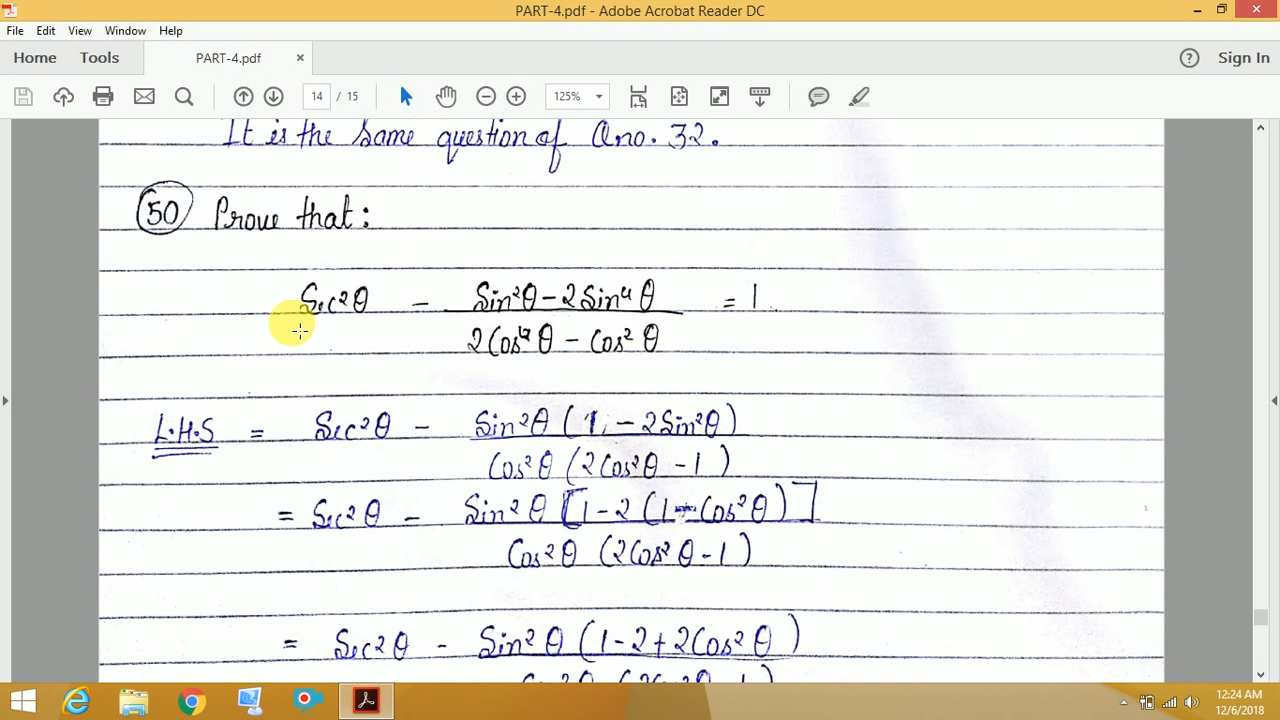 PART-4.pdf - Adobe Acrobat Reader DC
File Edit View Window Help
Home Tools PART-4.pdf × Sign In
14 / 15 125%
It is the same question of Qno. 32.
50 Prove that:
Sec²θ - Sin²θ - 2Sin⁴θ = 1
2Cos⁴θ - Cos²θ
L.H.S = Sec²θ - Sin²θ (1 - 2Sin²θ)
Cos²θ (2Cos²θ - 1)
= Sec²θ - Sin²θ [1 - 2 (1 - Cos²θ)]
Cos²θ (2Cos²θ - 1)
= Sec²θ - Sin²θ (1 - 2 + 2Cos²θ)
12:24 AM
12/6/2018